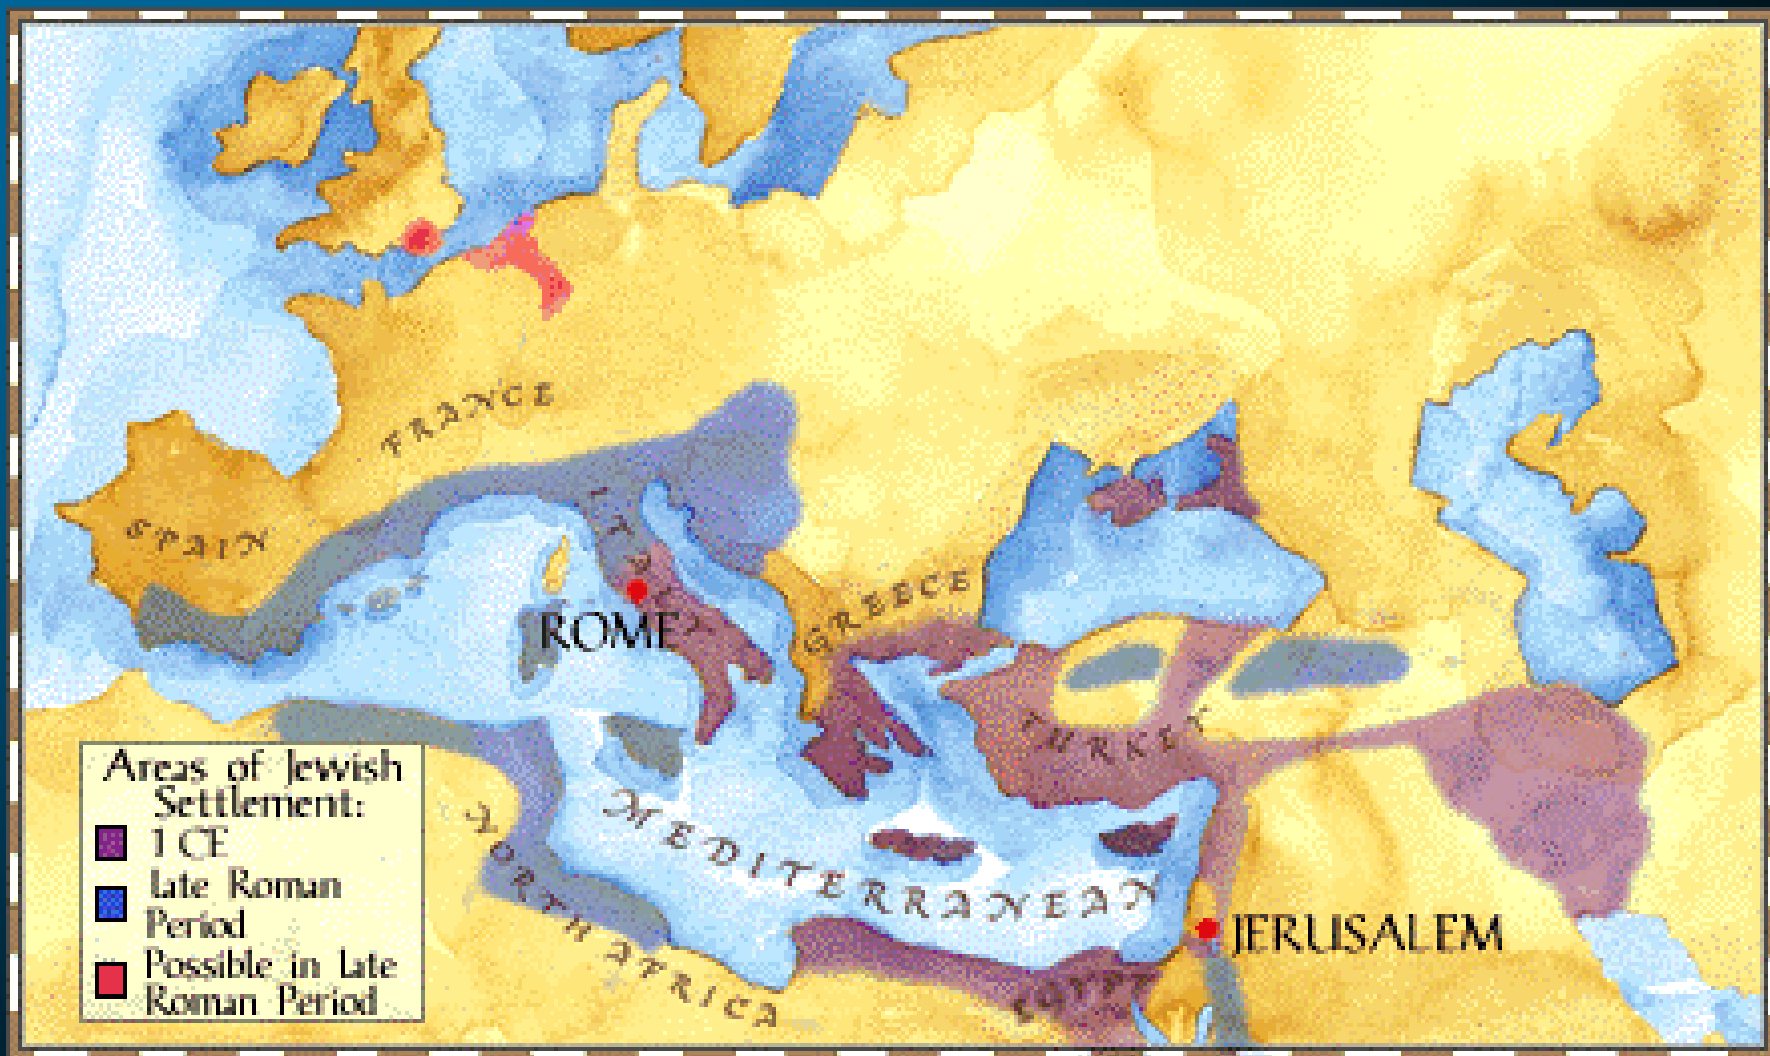 FRANCE
SPAIN
ITALY
ROME
GREECE
TURKEY
MEDITERRANEAN
NORTH AFRICA
EGYPT
JERUSALEM
Areas of Jewish
Settlement:
1 CE
late Roman
Period
Possible in late
Roman Period